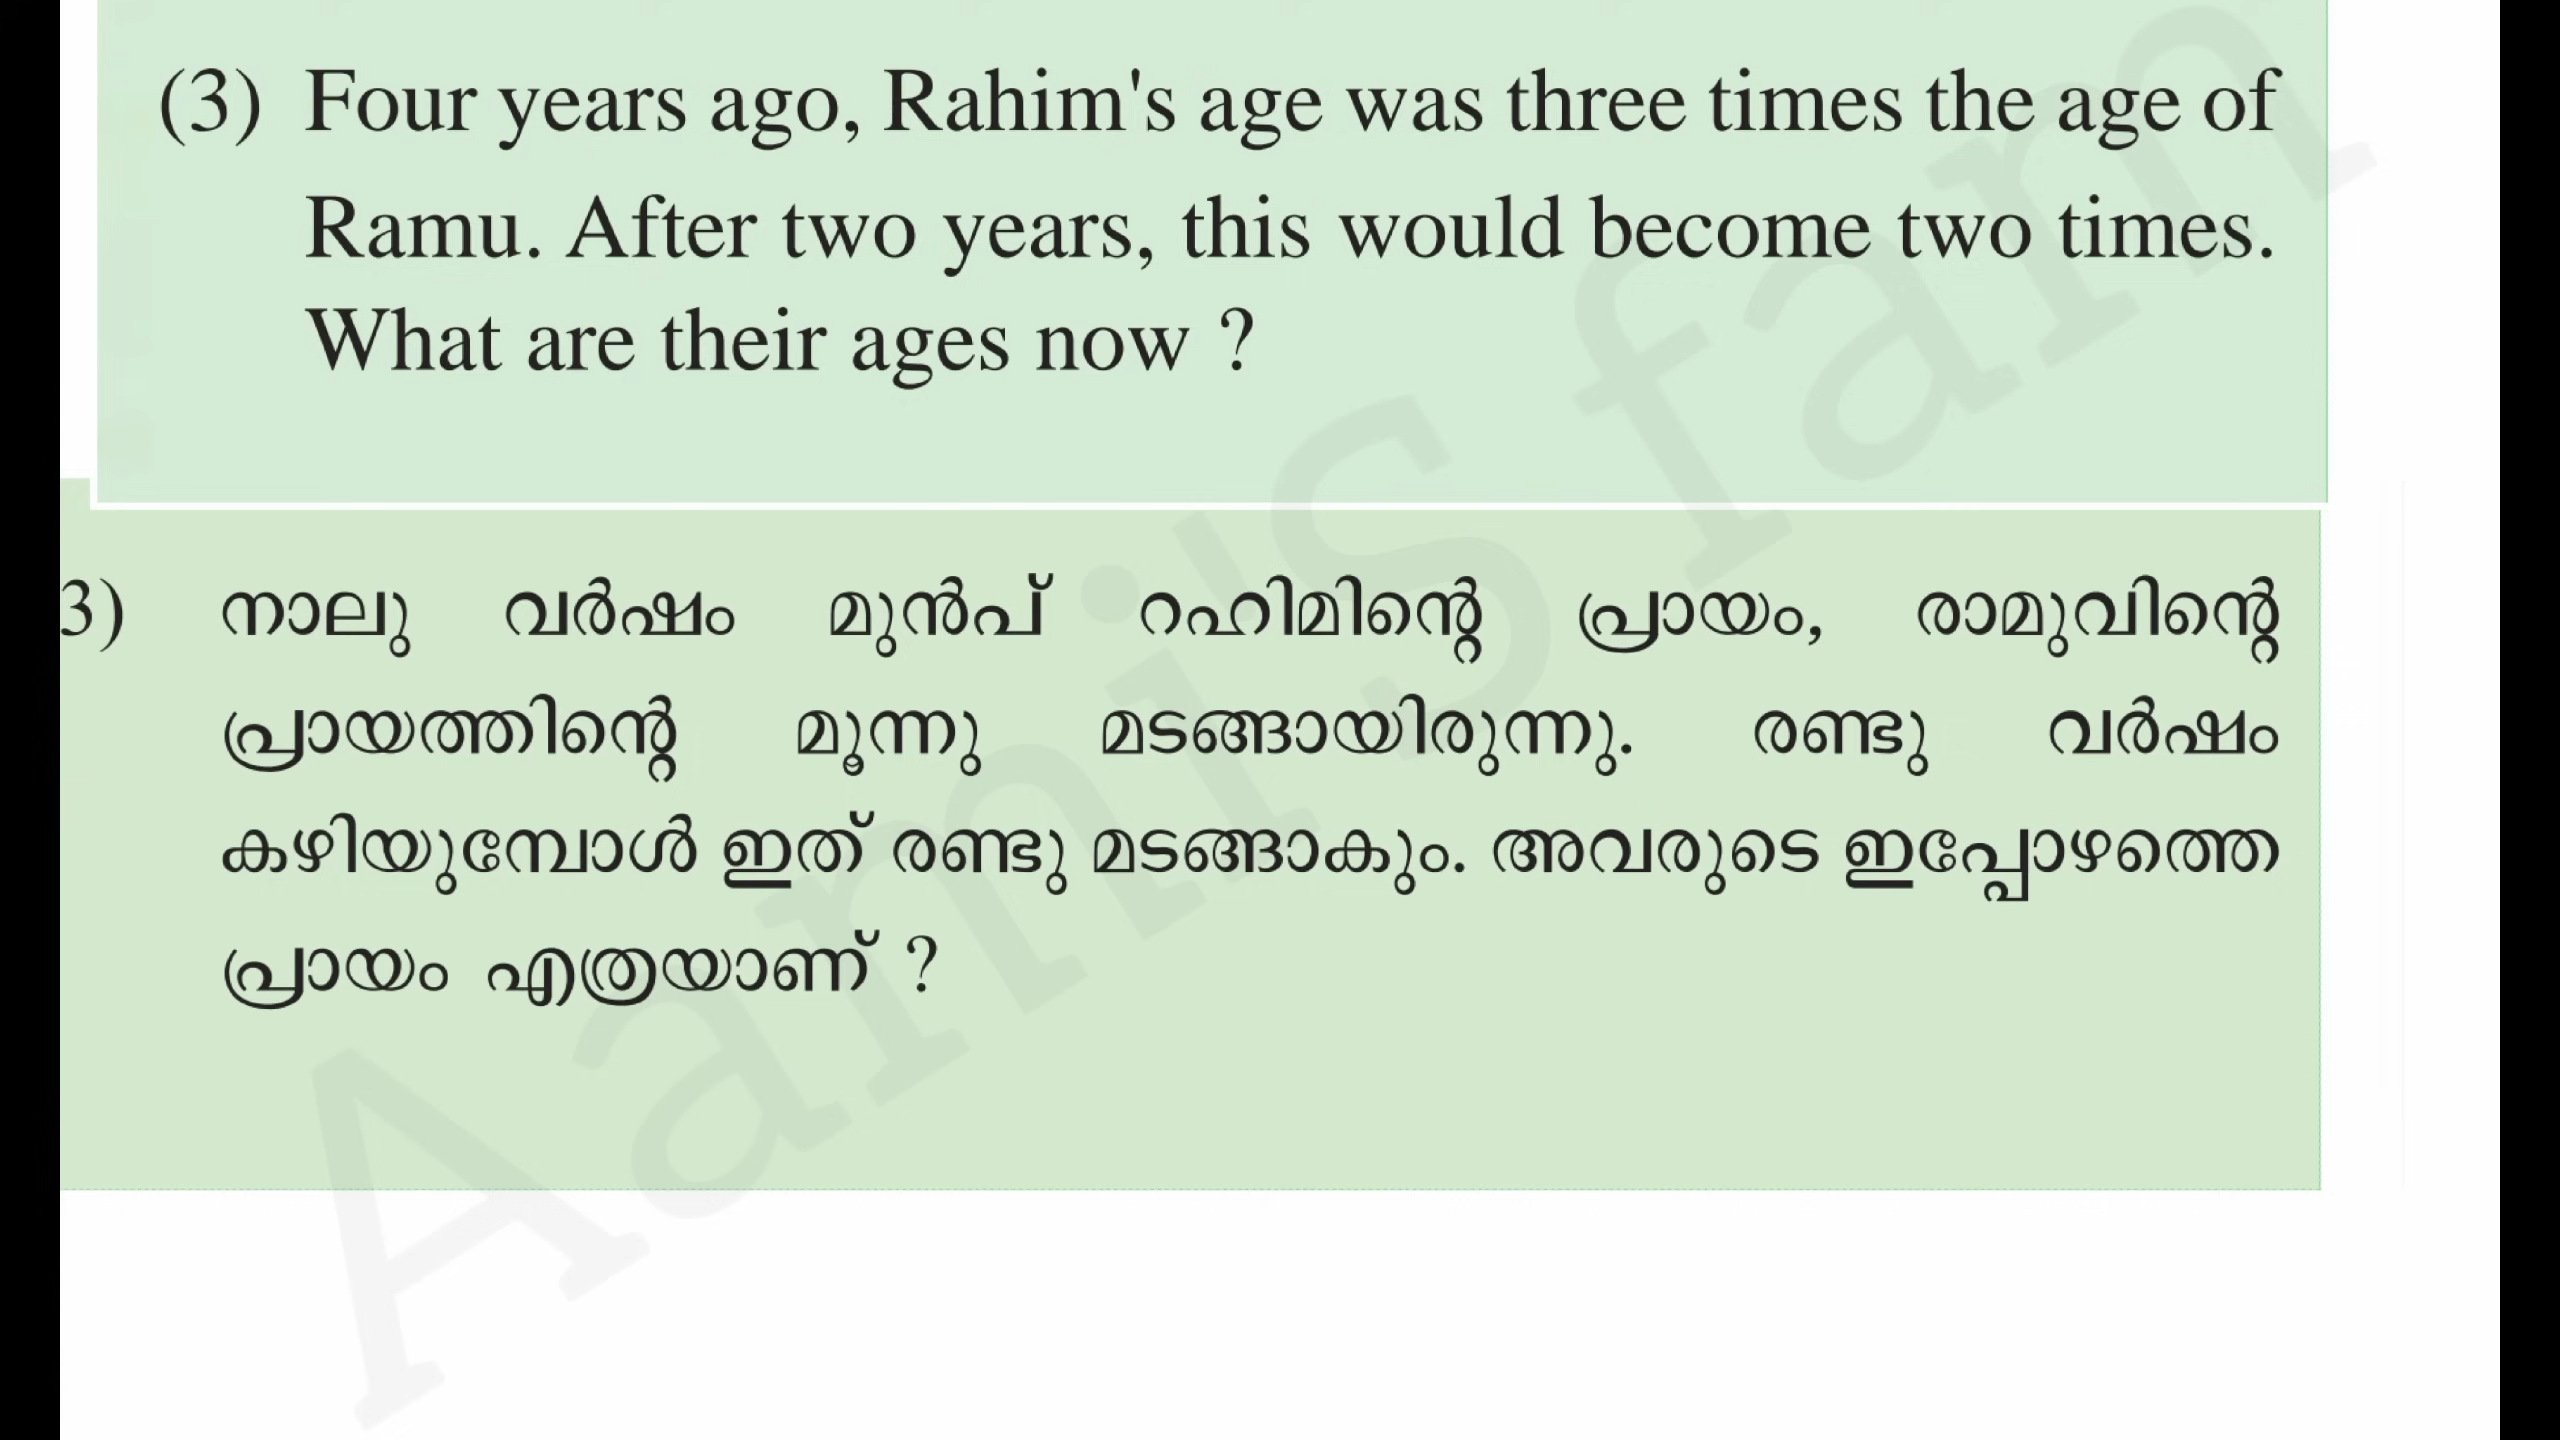 (3) Four years ago, Rahim's age was three times the age of
Ramu. After two years, this would become two times.
What are their ages now ?
3) നാലു വർഷം മുൻപ് റഹിമിന്റെ പ്രായം, രാമുവിന്റെ
പ്രായത്തിന്റെ മൂന്നു മടങ്ങായിരുന്നു. രണ്ടു വർഷം
കഴിയുമ്പോൾ ഇത് രണ്ടു മടങ്ങാകും. അവരുടെ ഇപ്പോഴത്തെ
പ്രായം എത്രയാണ് ?
Aami'S fam